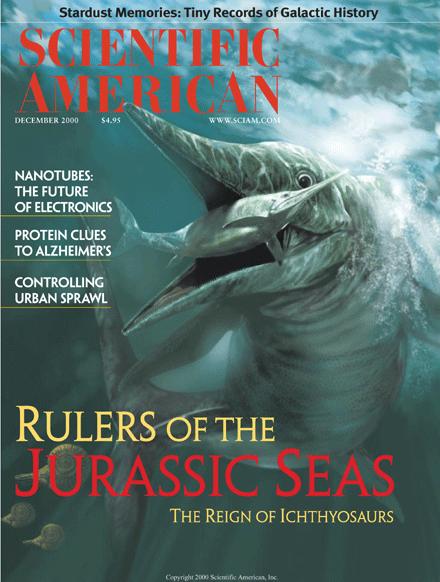 Stardust Memories: Tiny Records of Galactic History
SCIENTIFIC
AMERICAN
DECEMBER 2000 $4.95 WWW.SCIAM.COM
NANOTUBES:
THE FUTURE
OF ELECTRONICS
PROTEIN CLUES
TO ALZHEIMER'S
CONTROLLING
URBAN SPRAWL
RULERS OF THE
JURASSIC SEAS
THE REIGN OF ICHTHYOSAURS
Copyright 2000 Scientific American, Inc.